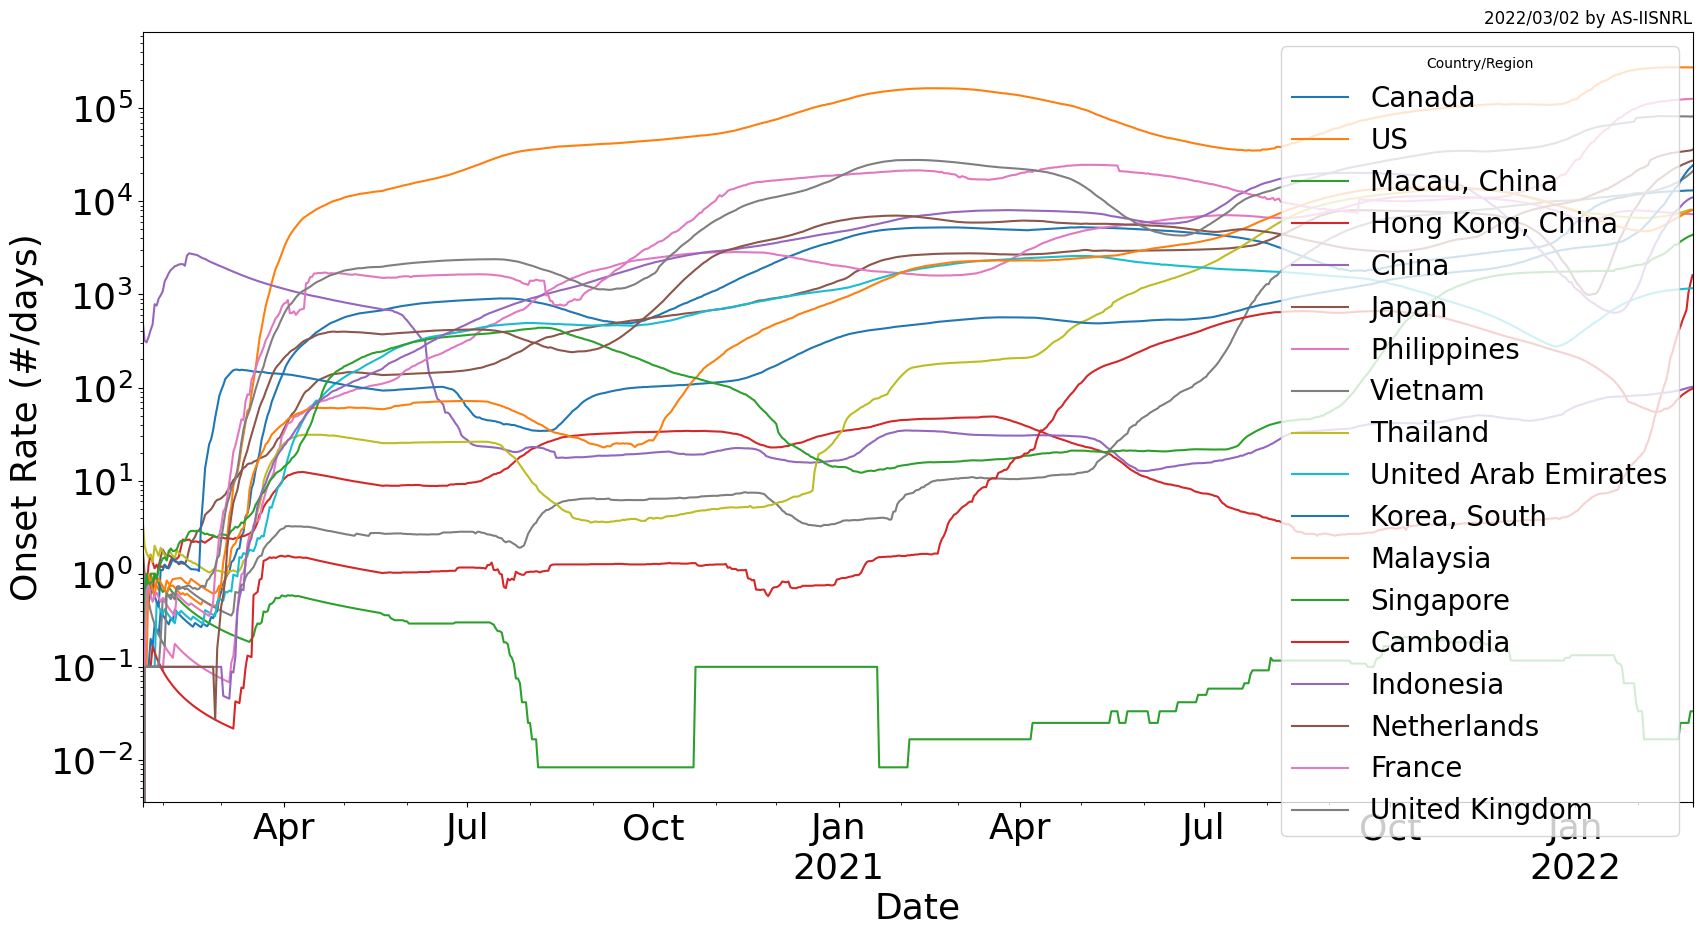 2022/03/02 by AS-IISNRL
Onset Rate (#/days)
10^5
10^4
10^3
10^2
10^1
10^0
10^−1
10^−2
Country/Region
Canada
US
Macau, China
Hong Kong, China
China
Japan
Philippines
Vietnam
Thailand
United Arab Emirates
Korea, South
Malaysia
Singapore
Cambodia
Indonesia
Netherlands
France
United Kingdom
Apr Jul Oct Jan Apr Jul Oct Jan
2021 2022
Date